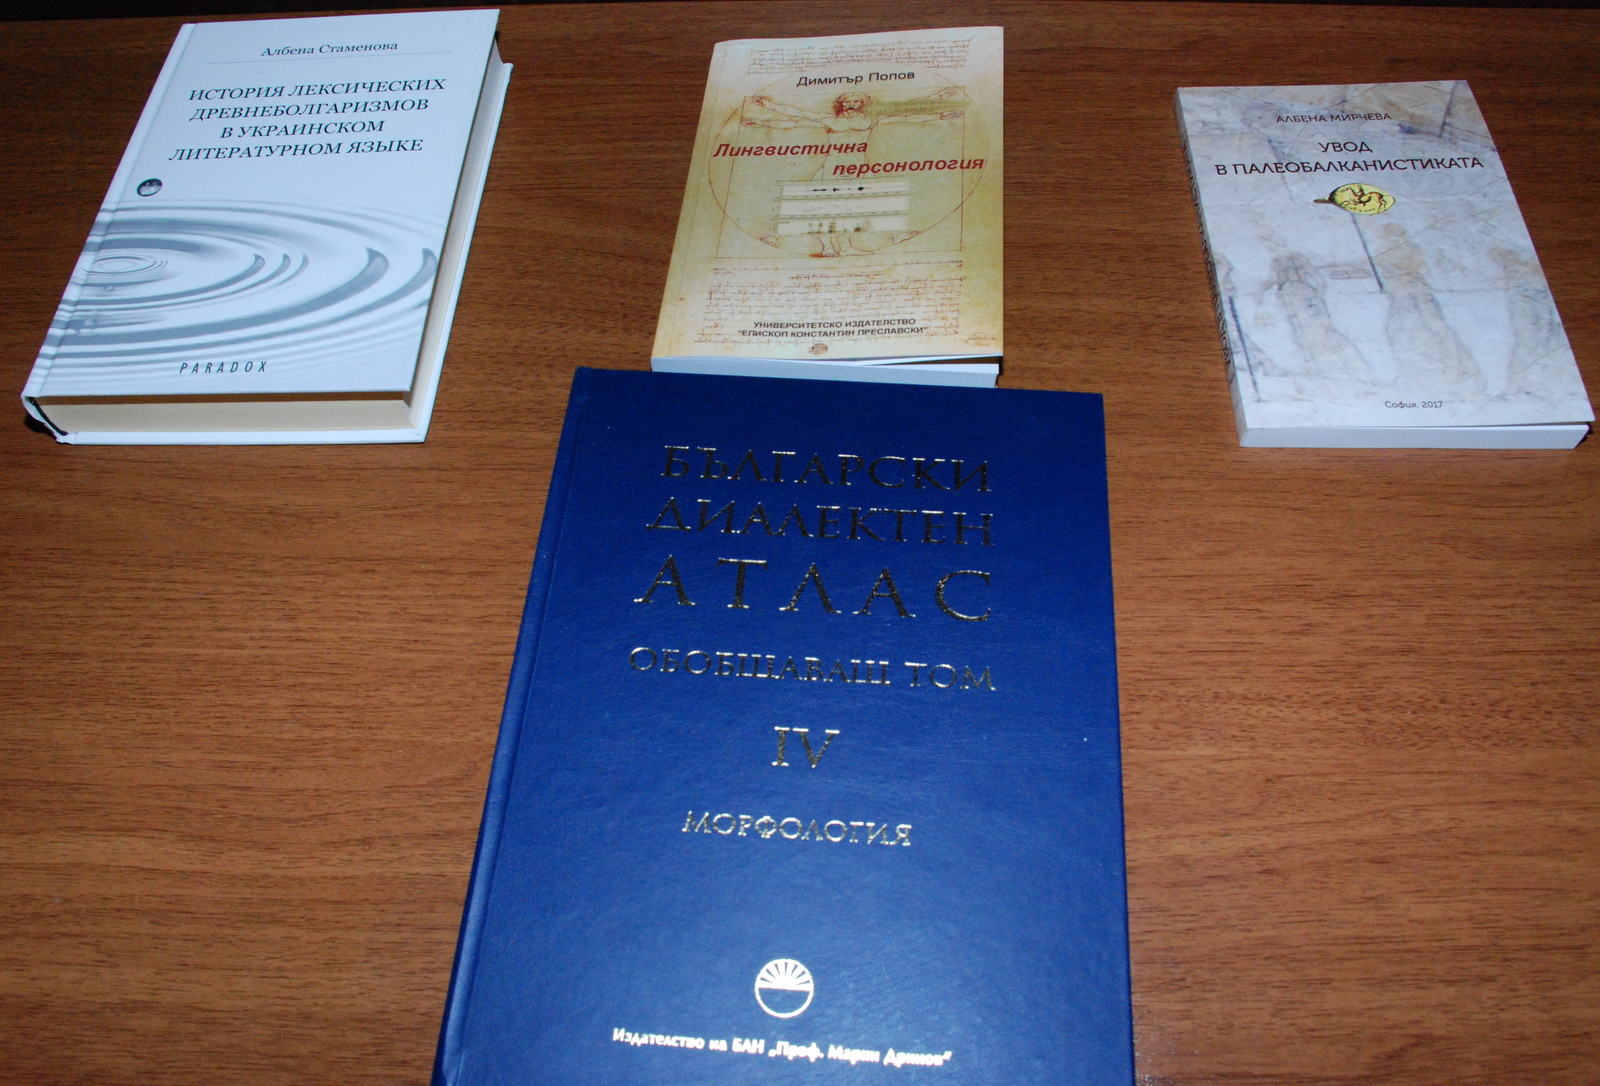 Албена Стаменова
ИСТОРИЯ ЛЕКСИЧЕСКИХ
ДРЕВНЕБОЛГАРИЗМОВ
В УКРАИНСКОМ
ЛИТЕРАТУРНОМ ЯЗЫКЕ
PARADOX
Димитър Попов
Лингвистична
персонология
УНИВЕРСИТЕТСКО ИЗДАТЕЛСТВО
"ЕПИСКОП КОНСТАНТИН ПРЕСЛАВСКИ"
АЛБЕНА МИРЧЕВА
УВОД
В ПАЛЕОБАЛКАНИСТИКАТА
София, 2017
БЪЛГАРСКИ
ДИАЛЕКТЕН
АТЛАС
ОБОБЩАВАЩ ТОМ
IV
МОРФОЛОГИЯ
Издателство на БАН „Проф. Марин Дринов“